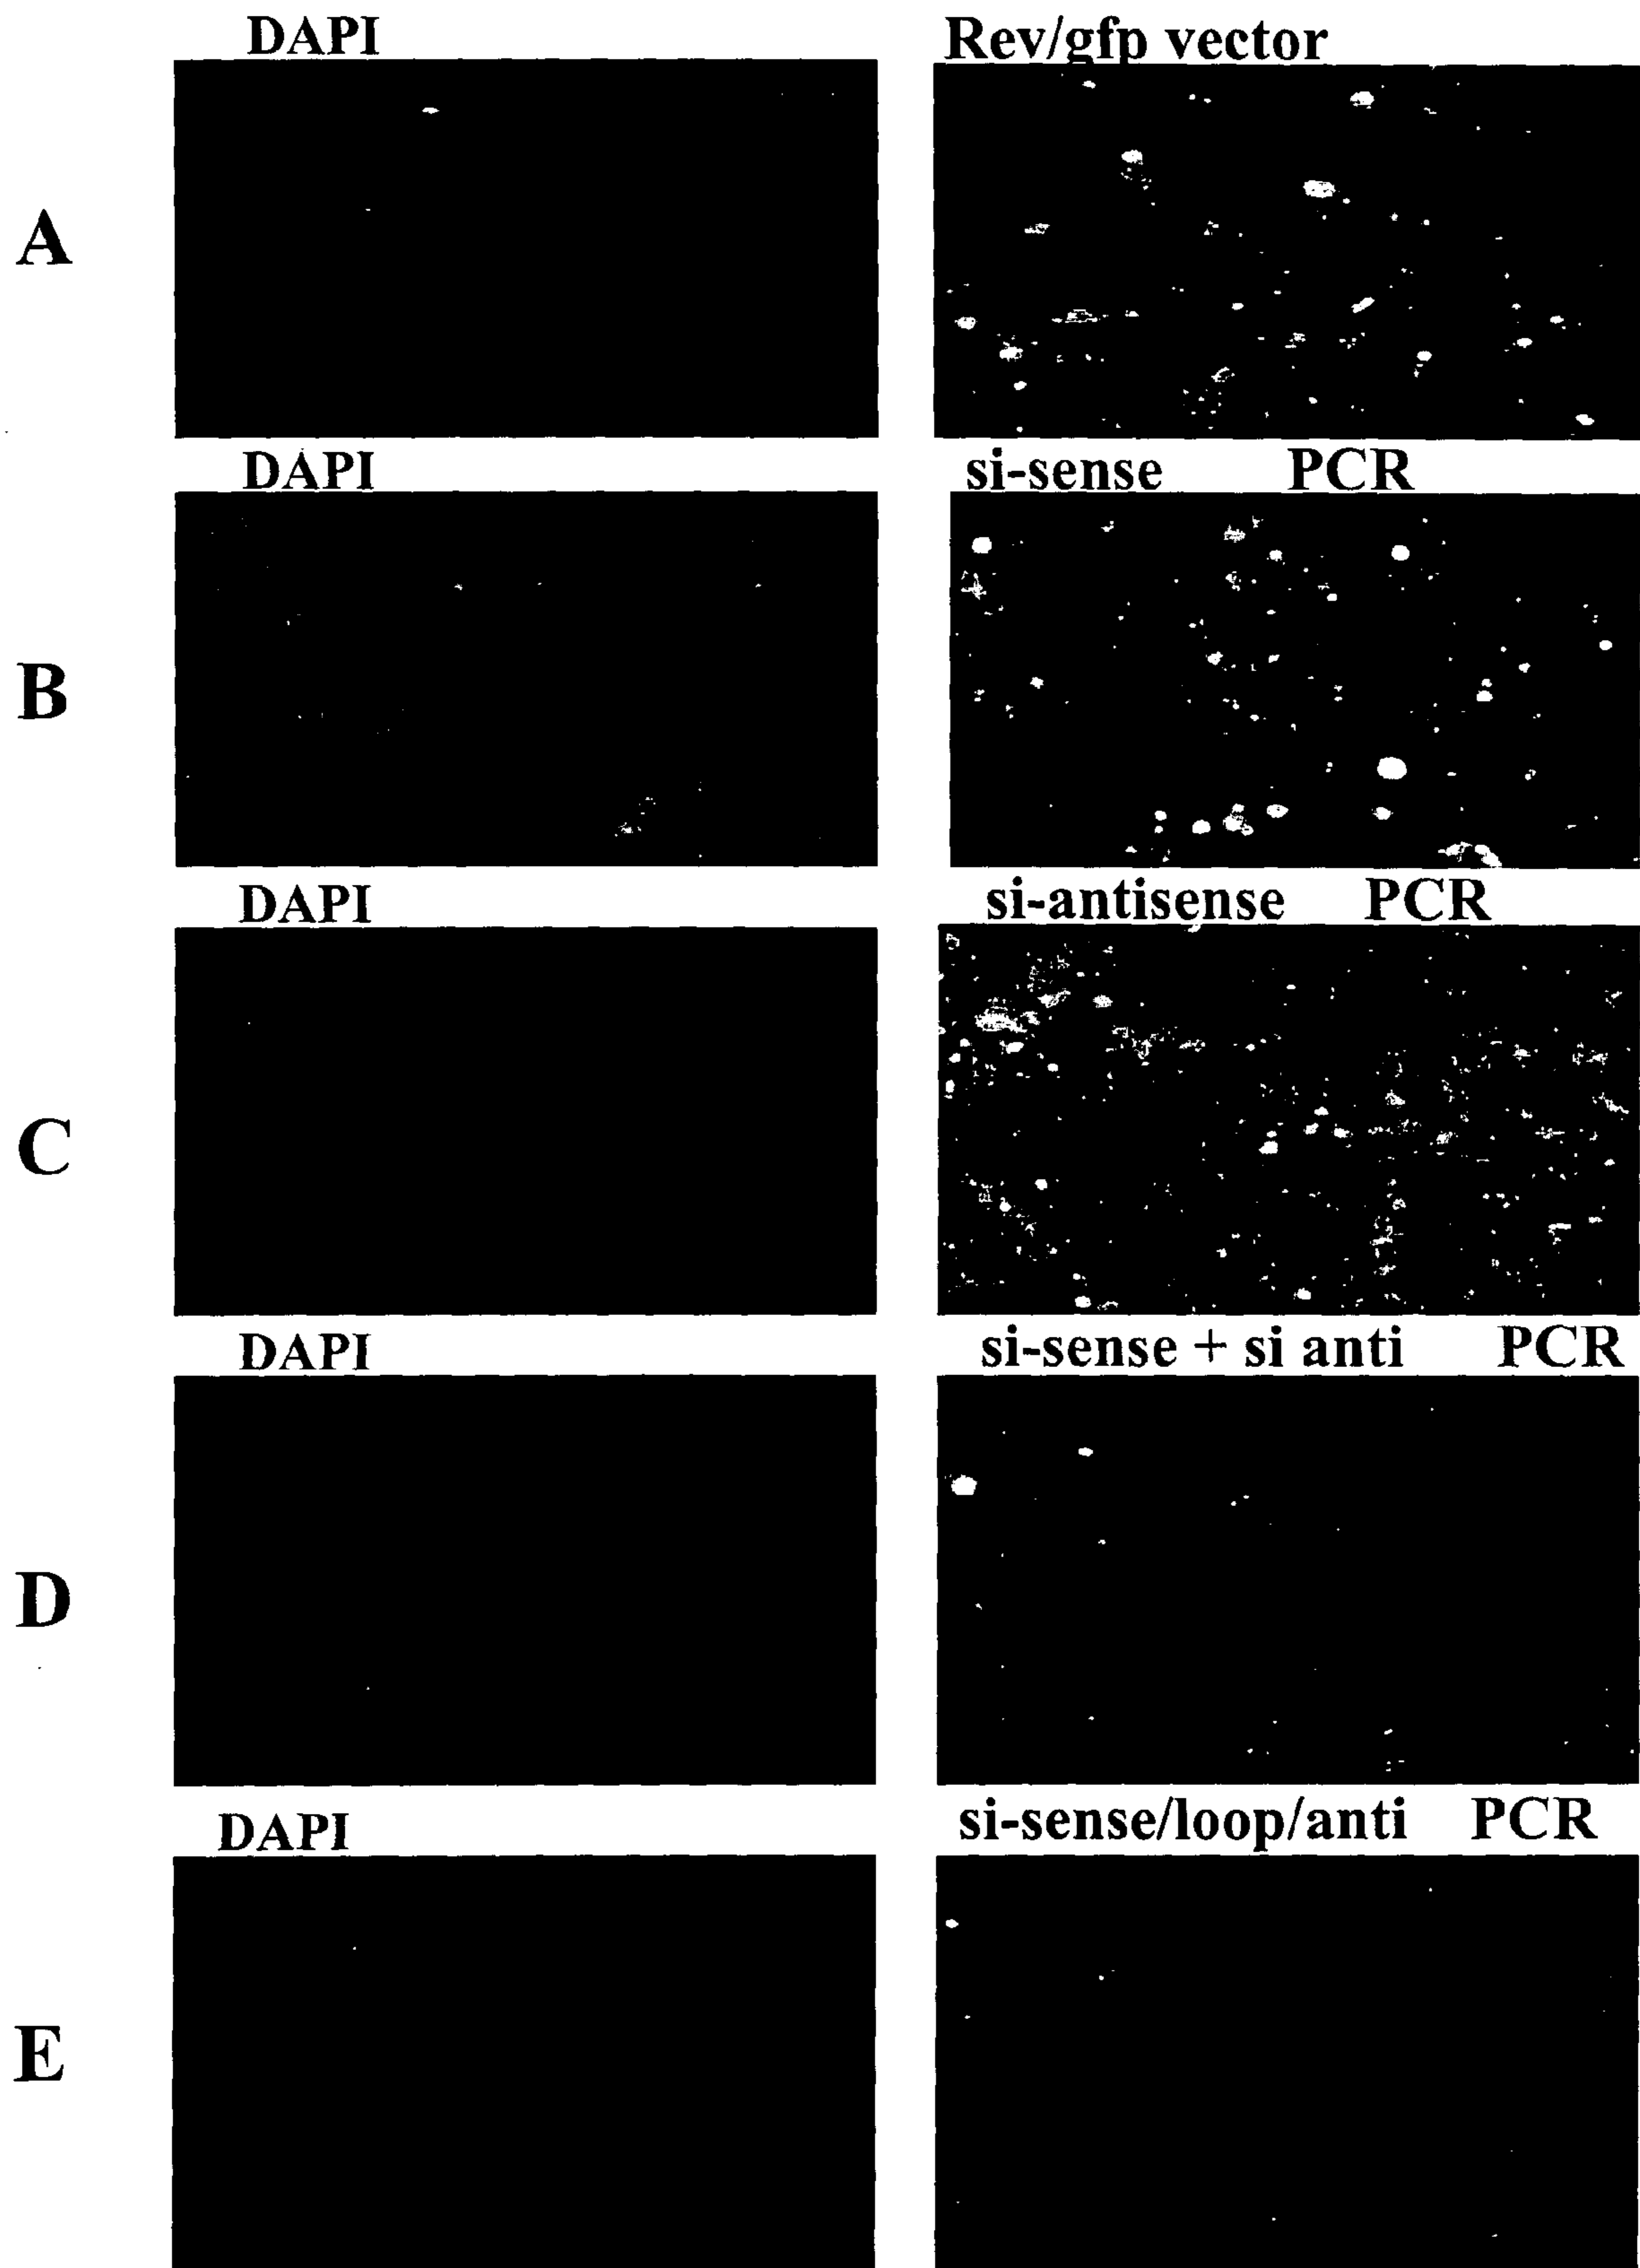 DAPI Rev/gfp vector
A
DAPI si-sense PCR
B
DAPI si-antisense PCR
C
DAPI si-sense + si anti PCR
D
DAPI si-sense/loop/anti PCR
E